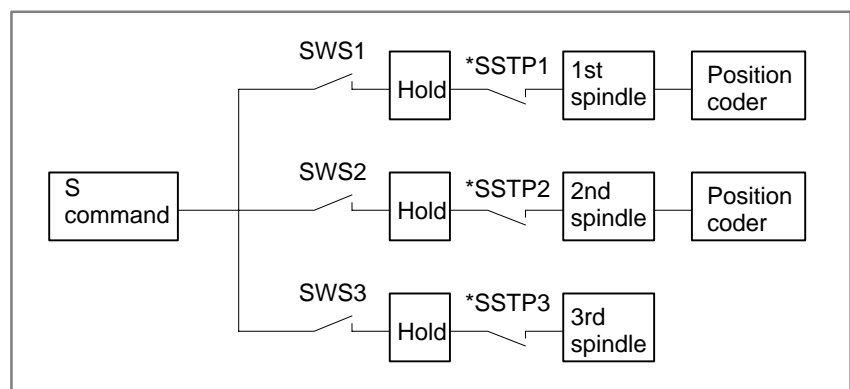 SWS1
Hold
*SSTP1
1st
spindle
Position
coder
S
command
SWS2
Hold
*SSTP2
2nd
spindle
Position
coder
SWS3
Hold
*SSTP3
3rd
spindle